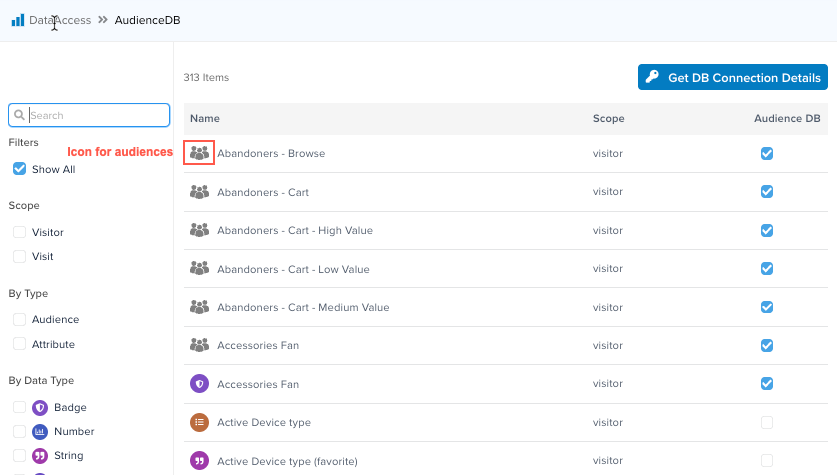 DataAccess » AudienceDB
313 Items
Get DB Connection Details
Search
Filters
Icon for audiences
Show All
Scope
Visitor
Visit
By Type
Audience
Attribute
By Data Type
Badge
Number
String
Name Scope Audience DB
Abandoners - Browse visitor
Abandoners - Cart visitor
Abandoners - Cart - High Value visitor
Abandoners - Cart - Low Value visitor
Abandoners - Cart - Medium Value visitor
Accessories Fan visitor
Accessories Fan visitor
Active Device type visitor
Active Device type (favorite) visitor